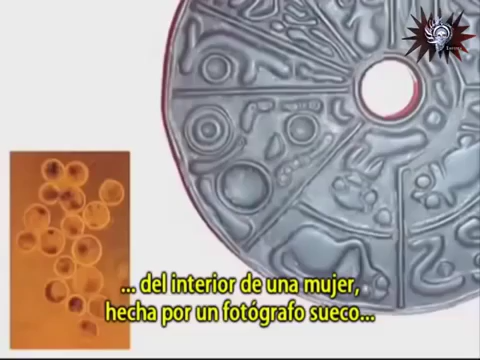 ... del interior de una mujer,
hecha por un fotógrafo sueco...